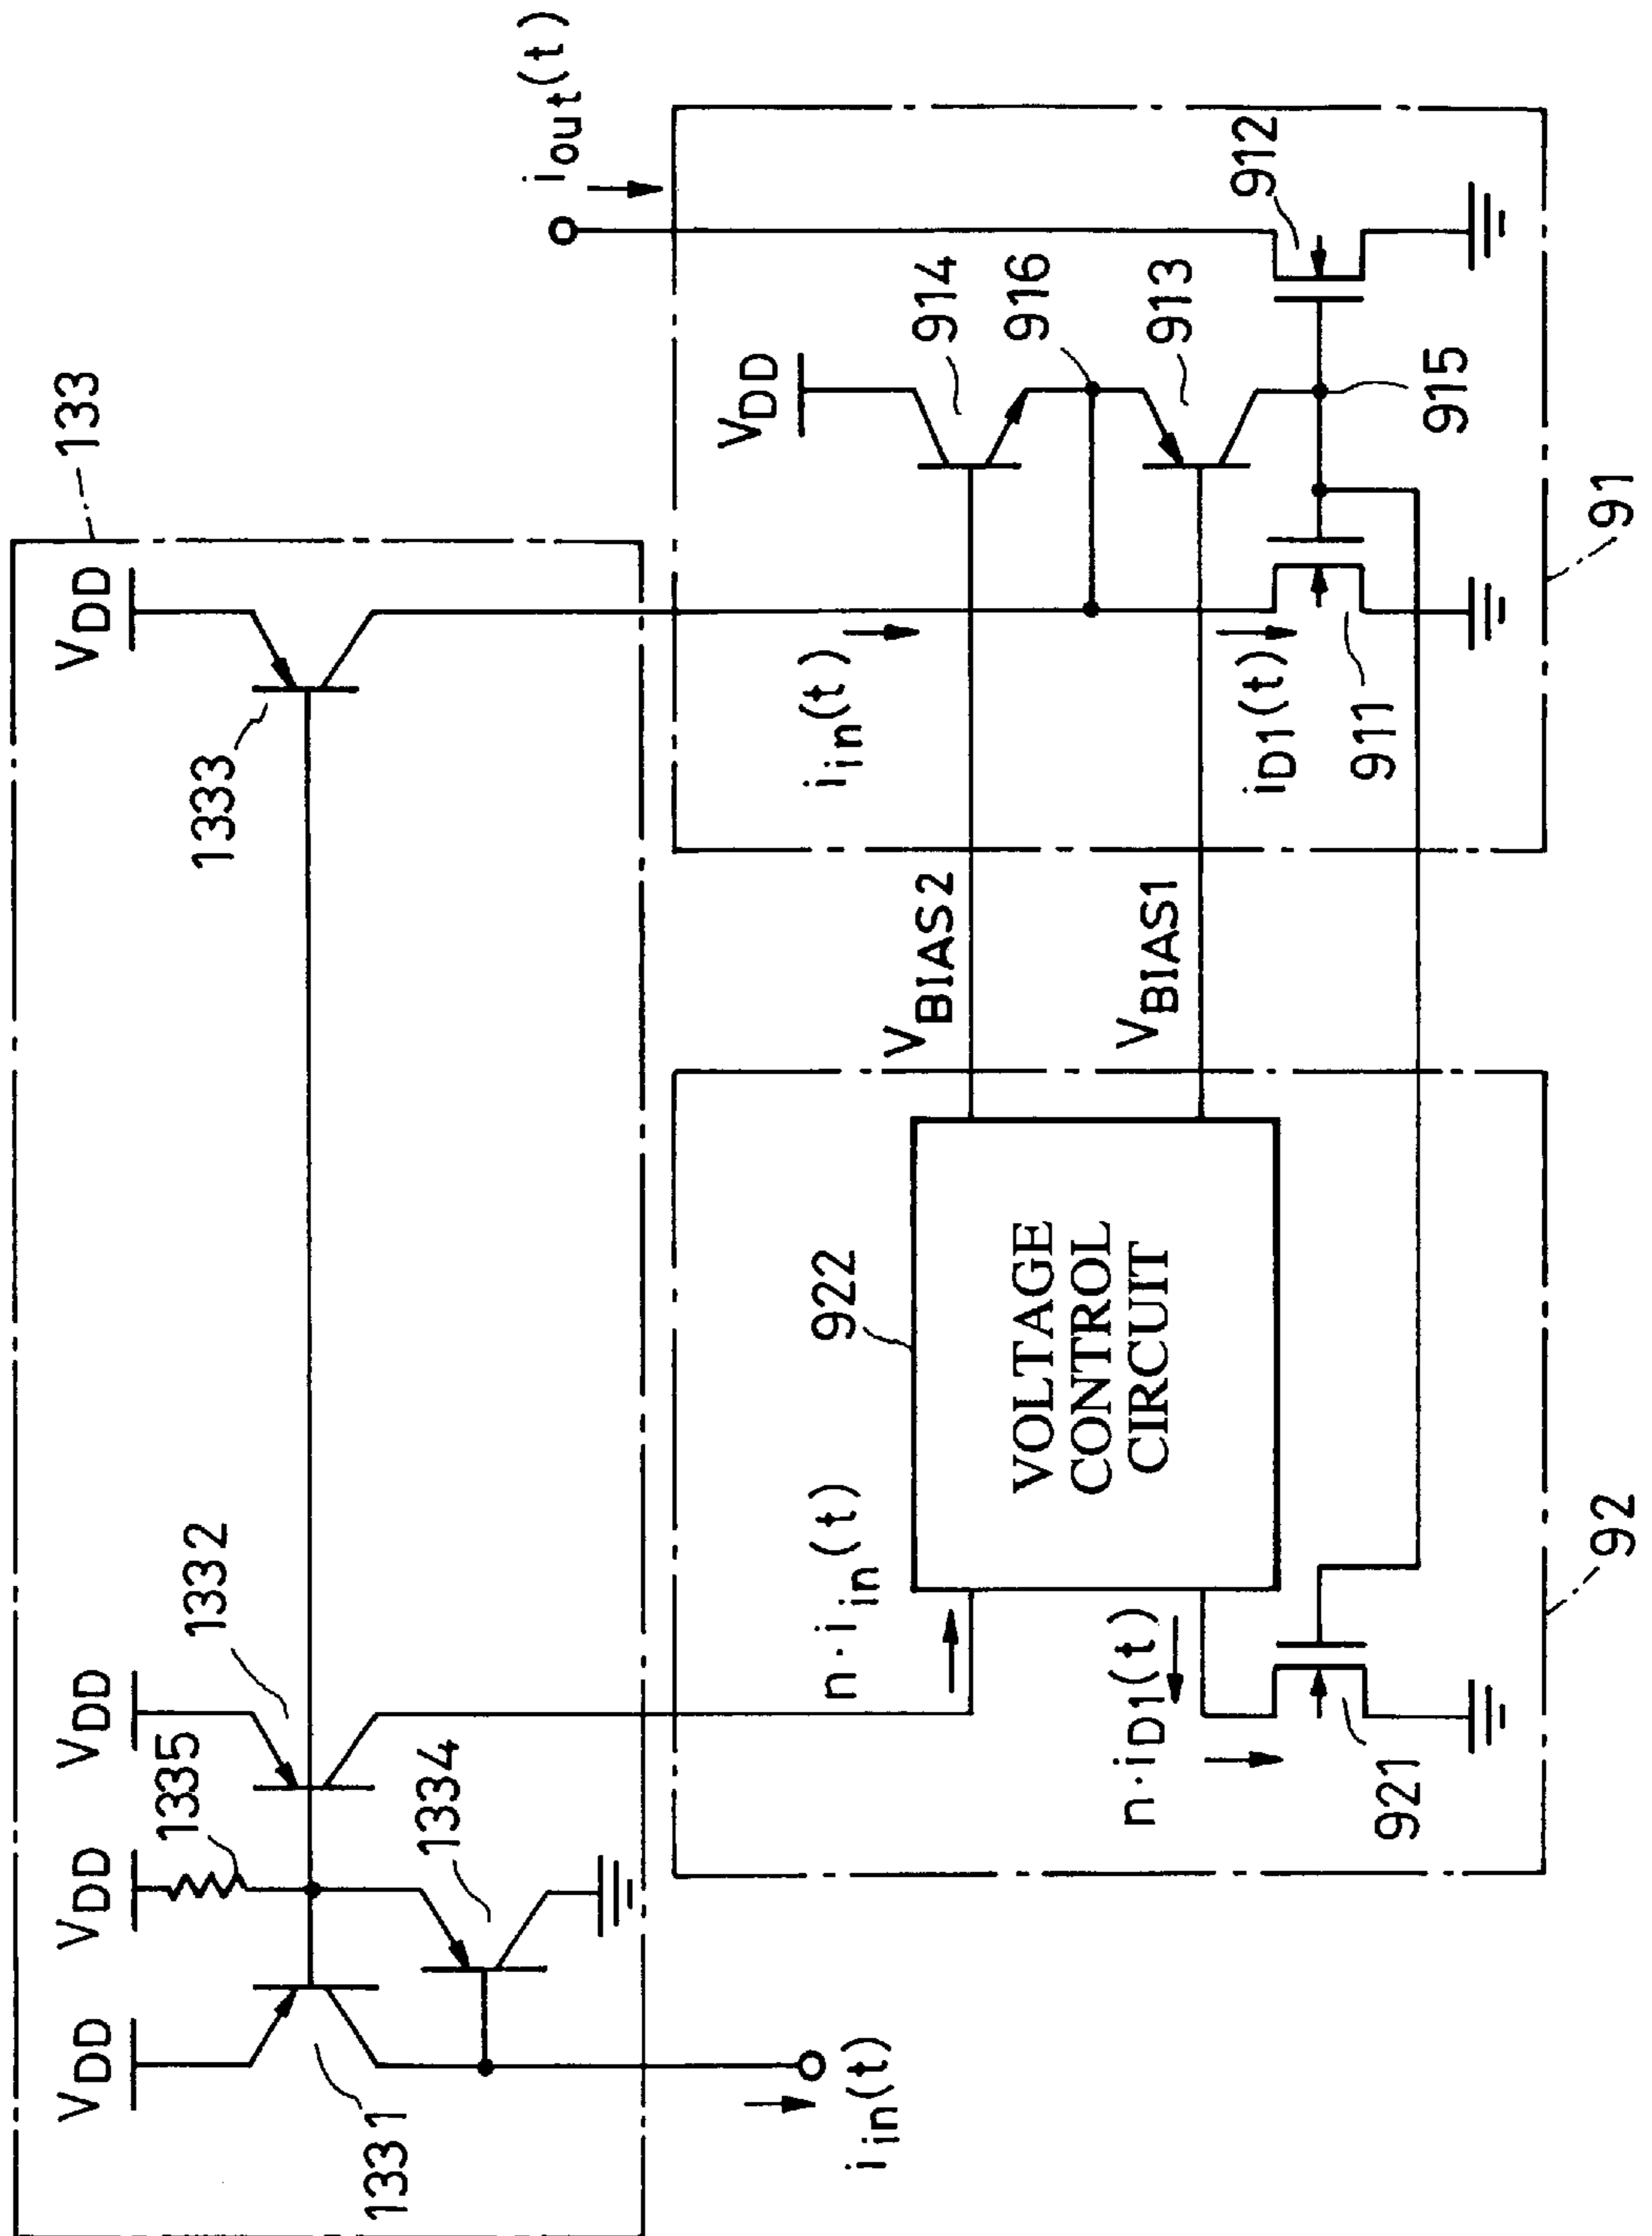 133
V_DD
V_DD
V_DD
V_DD
1331
1335
1332
1334
1333
i_in(t)
i_out(t)
n·i_in(t)
922
VOLTAGE
CONTROL
CIRCUIT
n·i_D1(t)
921
92
V_BIAS2
V_BIAS1
i_in(t)
V_DD
914
916
913
912
i_D1(t)
911
915
91